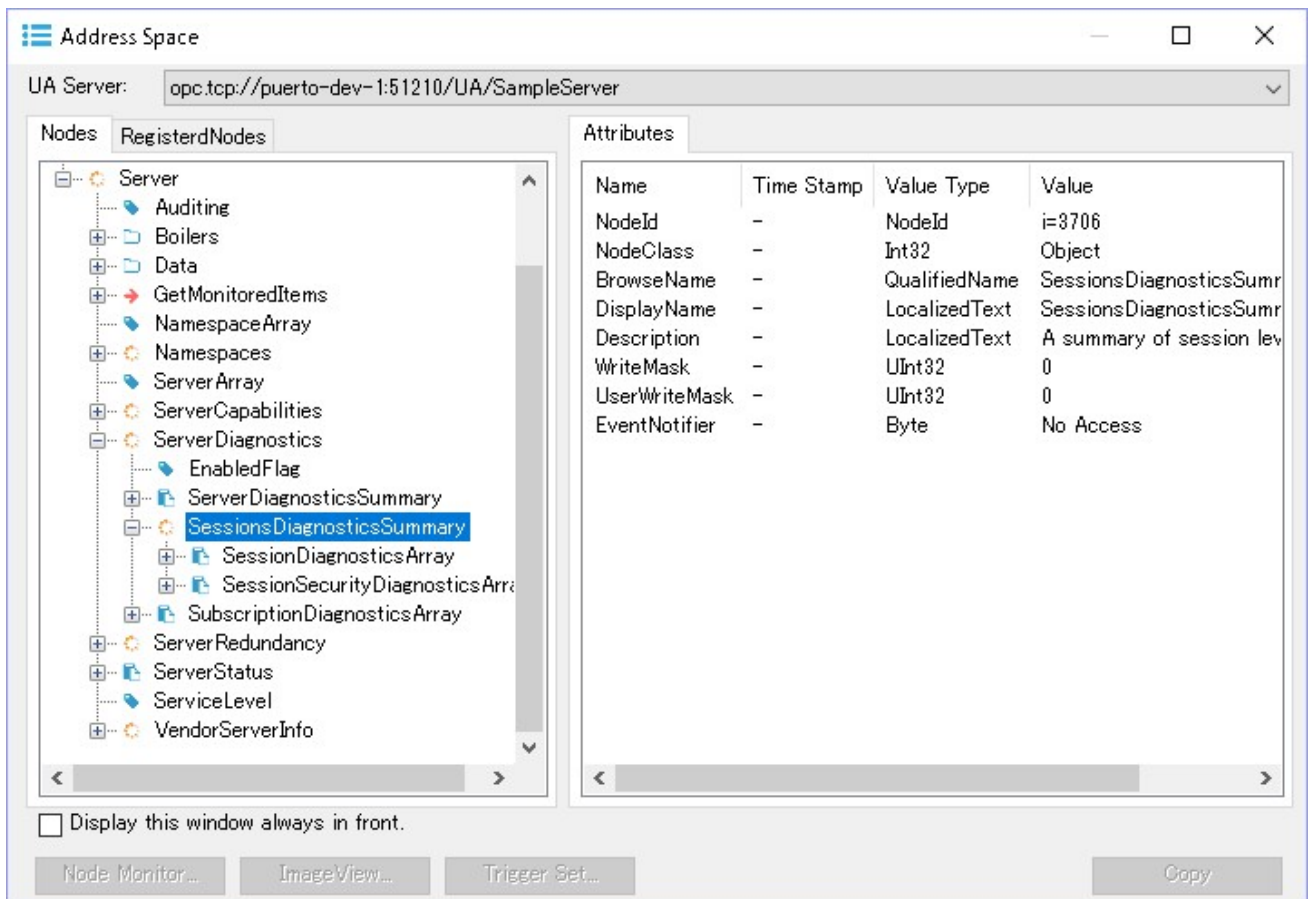 Address Space
UA Server: opc.tcp://puerto-dev-1:51210/UA/SampleServer
Nodes RegisterdNodes
Server
Auditing
Boilers
Data
GetMonitoredItems
NamespaceArray
Namespaces
ServerArray
ServerCapabilities
ServerDiagnostics
EnabledFlag
ServerDiagnosticsSummary
SessionsDiagnosticsSummary
SessionDiagnosticsArray
SessionSecurityDiagnosticsArra
SubscriptionDiagnosticsArray
ServerRedundancy
ServerStatus
ServiceLevel
VendorServerInfo
Attributes
Name Time Stamp Value Type Value
NodeId - NodeId i=3706
NodeClass - Int32 Object
BrowseName - QualifiedName SessionsDiagnosticsSumr
DisplayName - LocalizedText SessionsDiagnosticsSumr
Description - LocalizedText A summary of session lev
WriteMask - UInt32 0
UserWriteMask - UInt32 0
EventNotifier - Byte No Access
Display this window always in front.
Node Monitor... ImageView... Trigger Set... Copy